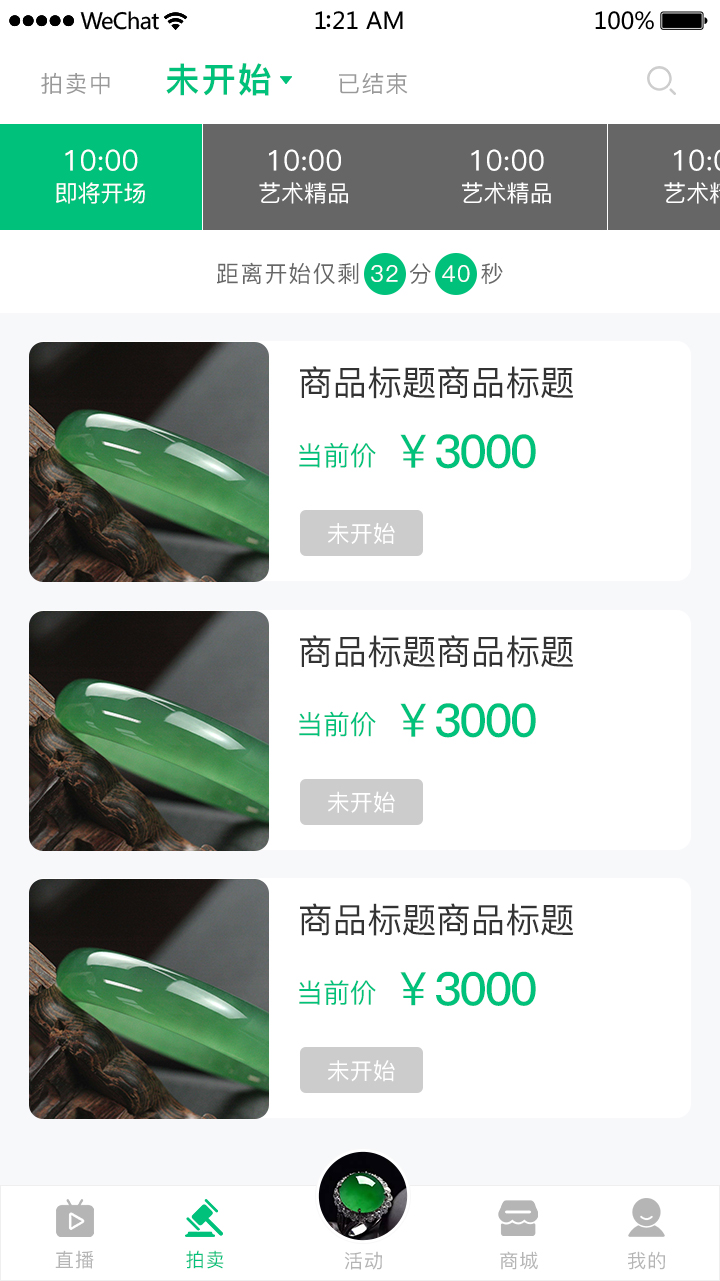 WeChat 1:21 AM 100%
拍卖中 未开始 已结束
10:00 10:00 10:00 10:0
即将开场 艺术精品 艺术精品 艺术精
距离开始仅剩 32 分 40 秒
商品标题商品标题
当前价 ￥3000
未开始
商品标题商品标题
当前价 ￥3000
未开始
商品标题商品标题
当前价 ￥3000
未开始
直播 拍卖 活动 商城 我的